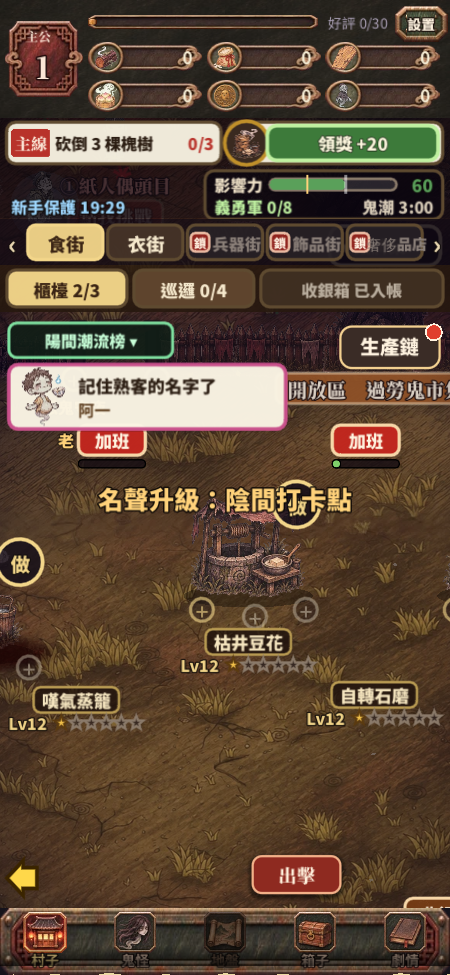 主公
1
好評 0/30
設置
0
0
0
0
0
0
主線 砍倒 3 棵槐樹 0/3
領獎 +20
紙人偶頭目
影響力 60
新手保護 19:29
義勇軍 0/8
鬼潮 3:00
食街
衣街
鎖 兵器街
鎖 飾品街
鎖 奢侈品店
櫃檯 2/3
巡邏 0/4
收銀箱 已入帳
陽間潮流榜 ▾
生產鏈
記住熟客的名字了
阿一
開放區
過勞鬼市
老
加班
加班
名聲升級：陰間打卡點
做
枯井豆花
Lv12
嘆氣蒸籠
Lv12
自轉石磨
Lv12
出擊
村子
鬼怪
箱子
劇情